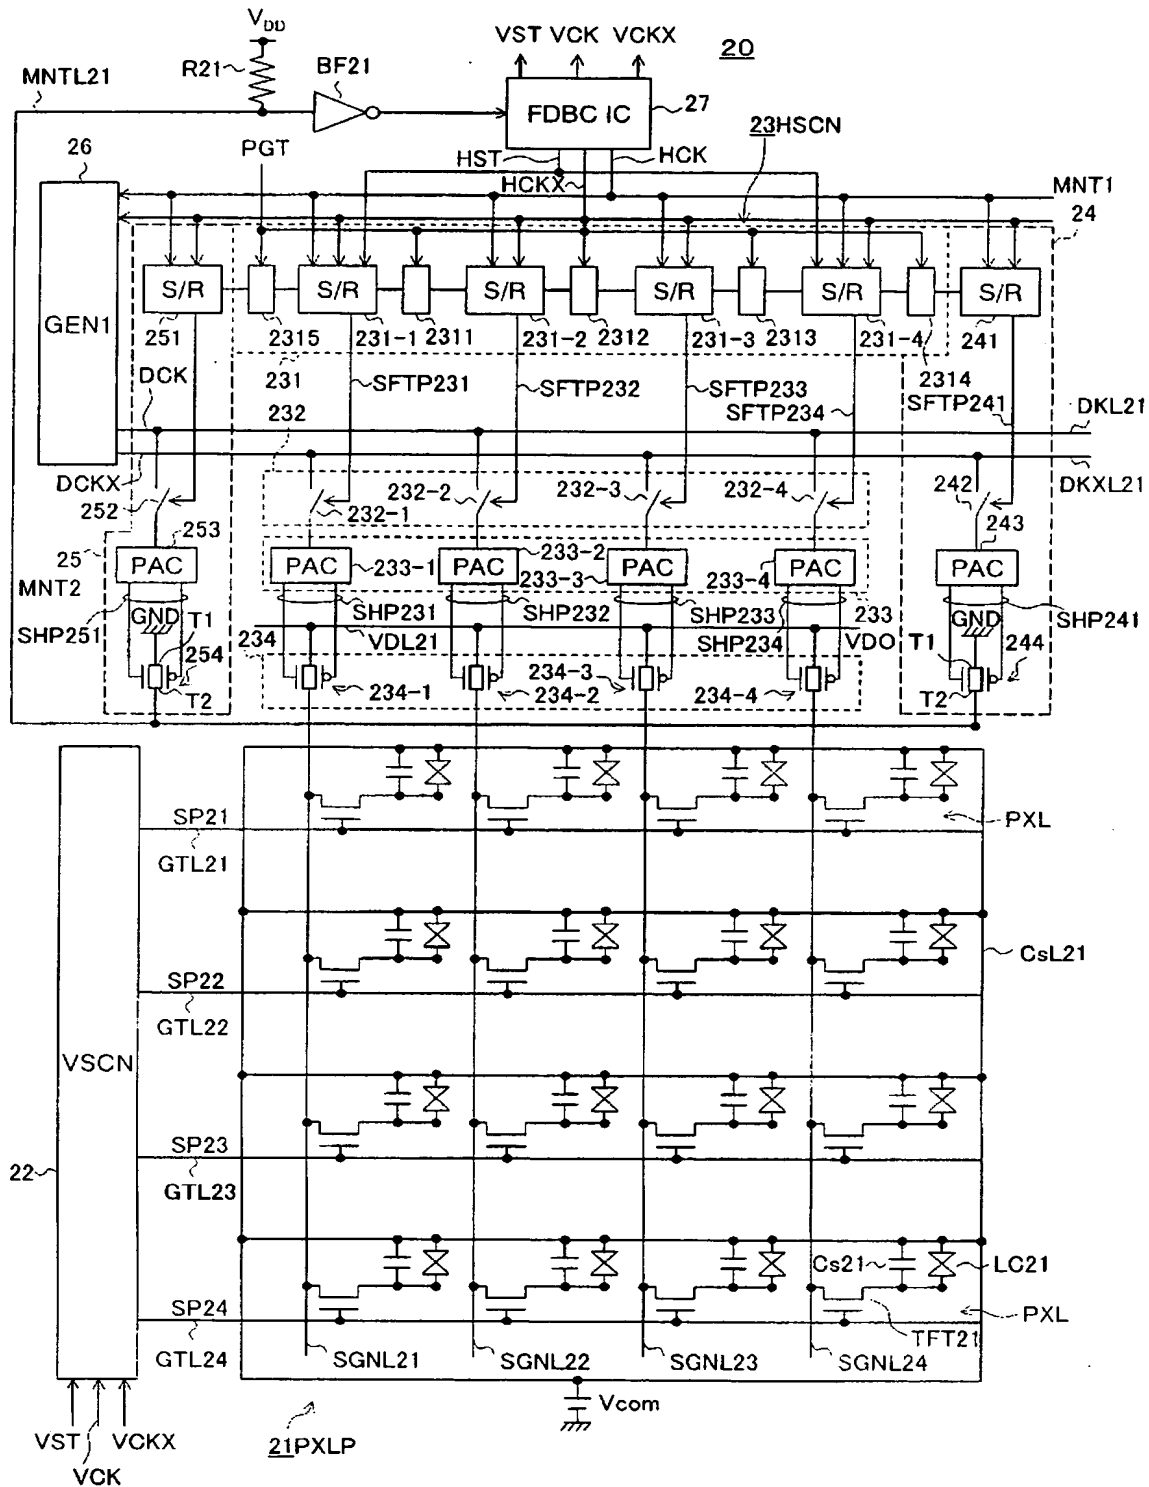 VDD
VST VCK VCKX
20
R21
BF21
MNTL21
FDBC IC
27
26
PGT
HST
HCK
23HSCN
HCKX
MNT1
24
GEN1
S/R S/R S/R S/R S/R S/R
251 2315 231-1 2311 231-2 2312 231-3 2313 231-4 241
231
2314
DCK
SFTP231 SFTP232 SFTP233
SFTP234
SFTP241
232
DKL21
DCKX
DKXL21
252
232-1
232-2
232-3
232-4
242
253
243
25
PAC PAC PAC PAC PAC PAC
233-1
233-2
233-3
233-4
MNT2
SHP251
GND
T1
SHP231 SHP232 SHP233
SHP234
233
GND
SHP241
234
VDL21
VDO
T1
254
T2
234-1
234-2
234-3
234-4
244
T2
SP21
GTL21
PXL
SP22
GTL22
CsL21
VSCN
SP23
GTL23
22
Cs21
LC21
SP24
GTL24
TFT21
PXL
SGNL21 SGNL22 SGNL23 SGNL24
Vcom
VST
VCK
VCKX
21PXLP